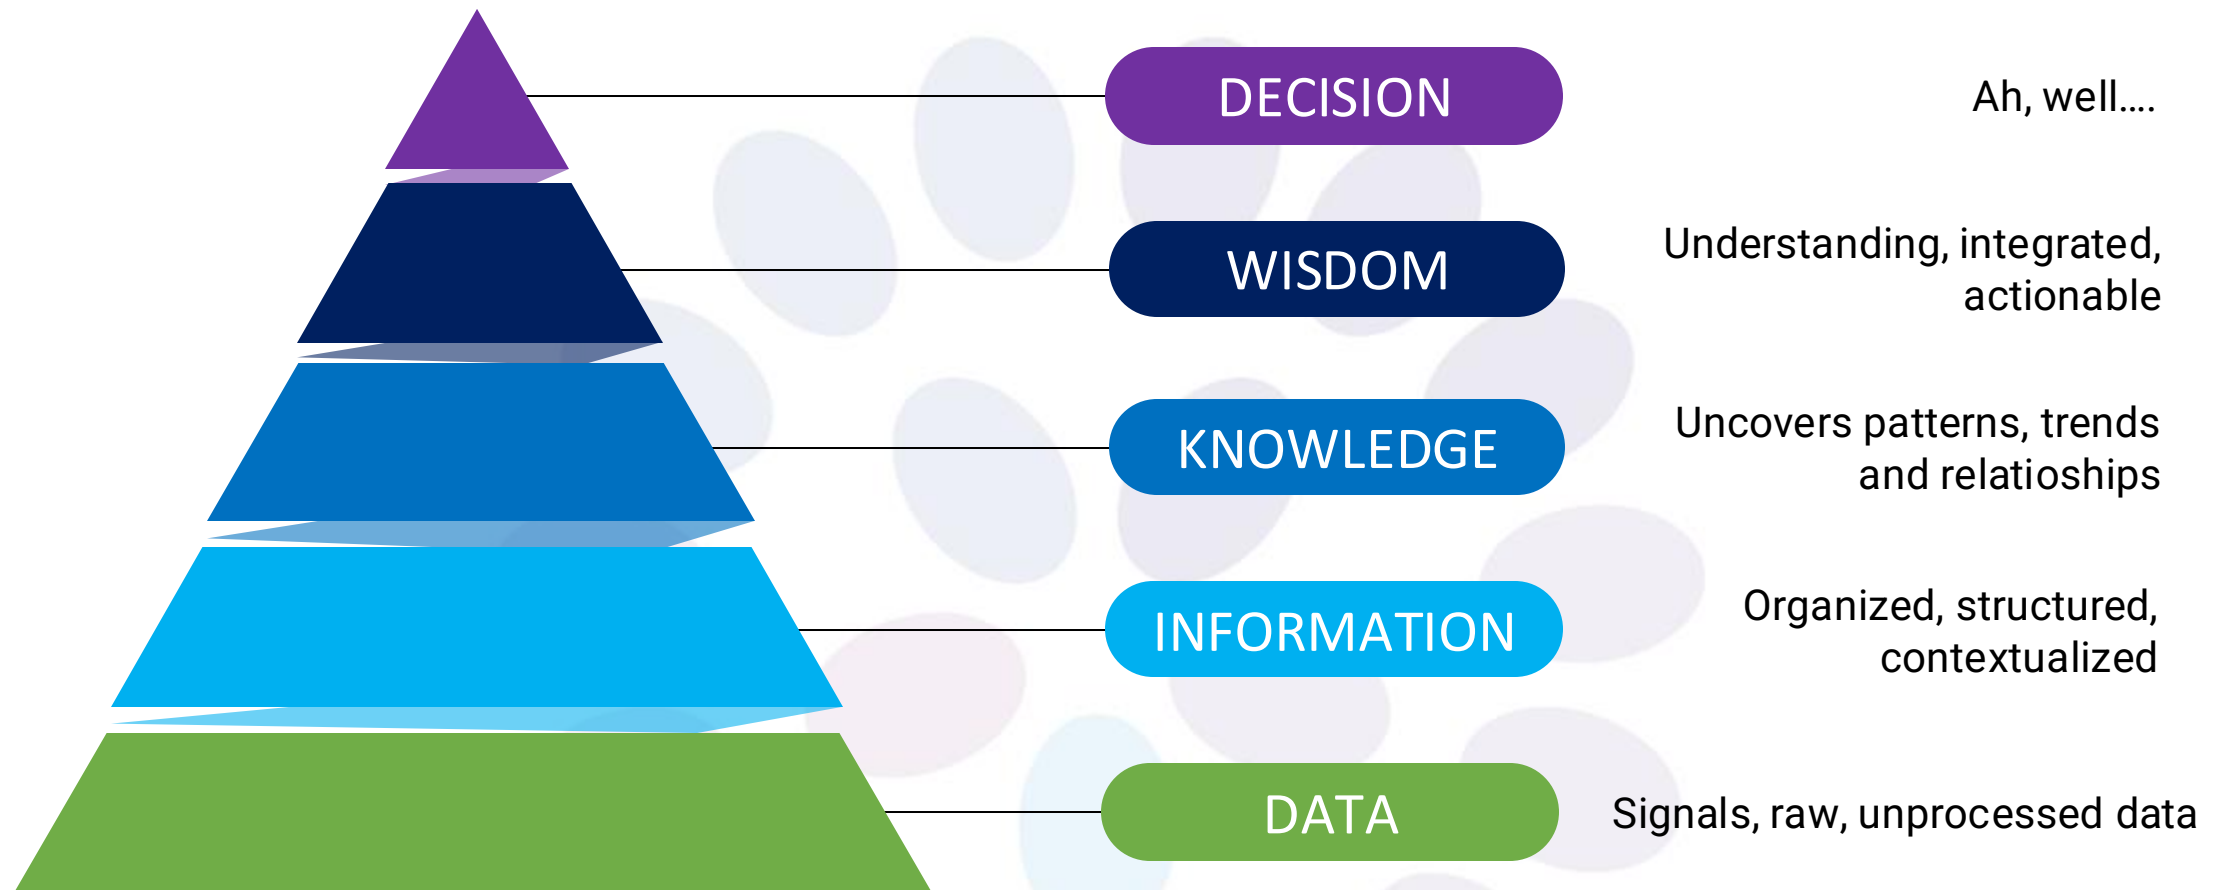 DECISION
Ah, well....
WISDOM
Understanding, integrated,
actionable
KNOWLEDGE
Uncovers patterns, trends
and relatioships
INFORMATION
Organized, structured,
contextualized
DATA
Signals, raw, unprocessed data